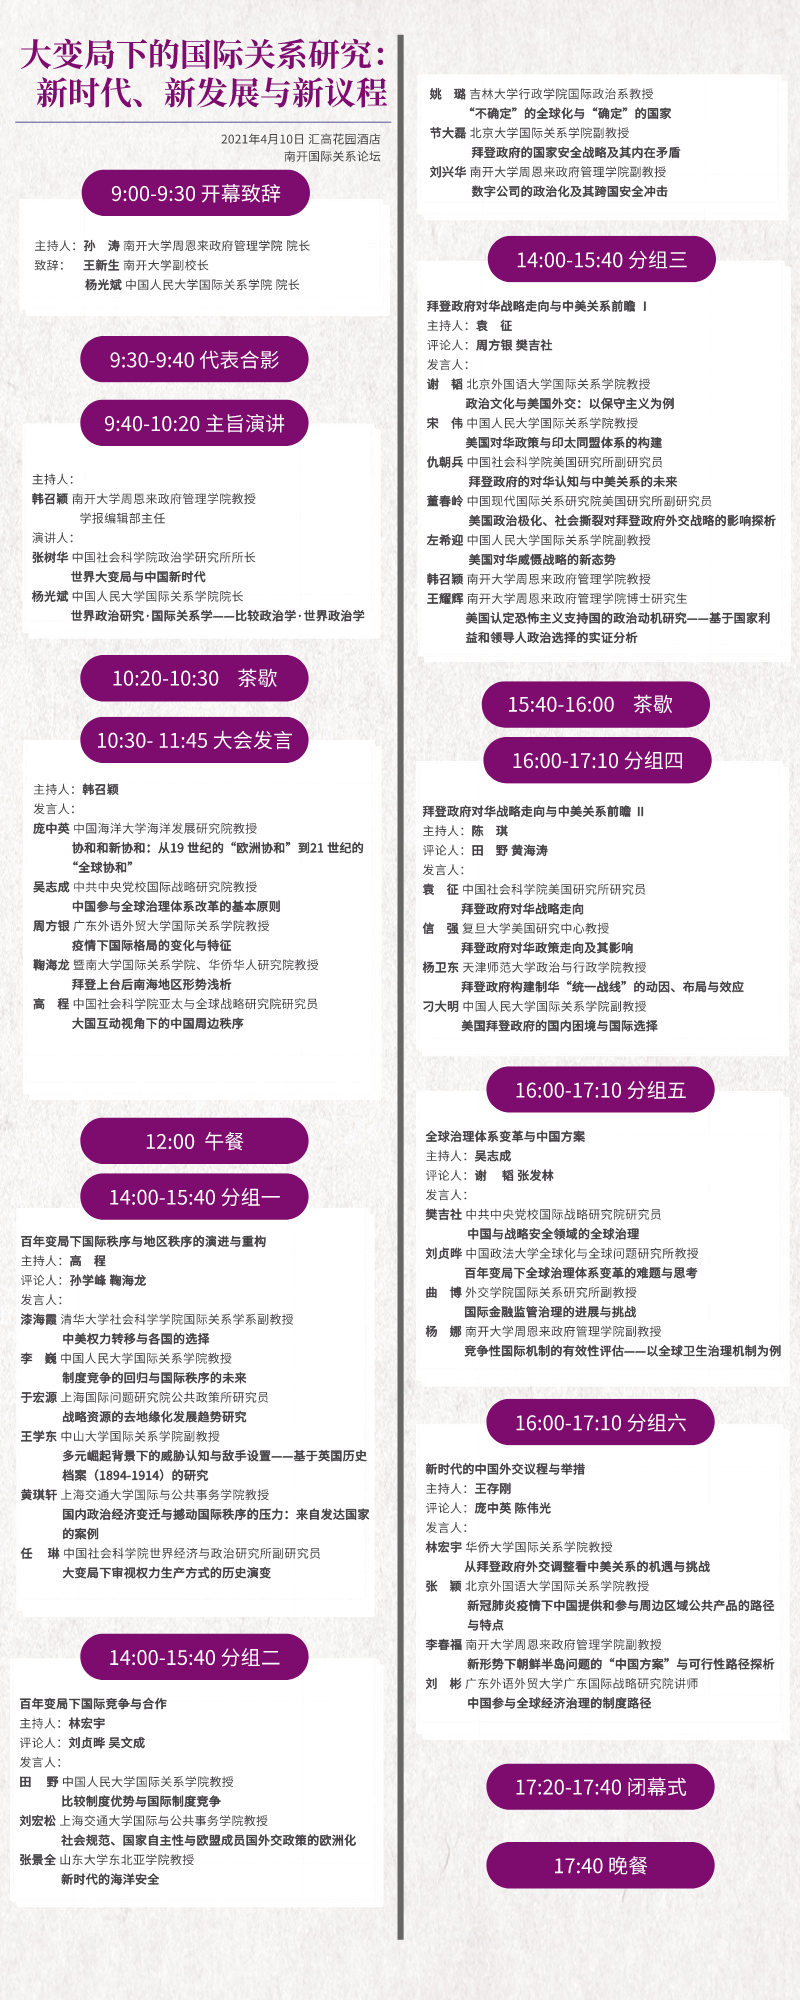 大变局下的国际关系研究：
新时代、新发展与新议程
2021年4月10日 汇高花园酒店
南开国际关系论坛
9:00-9:30 开幕致辞
主持人：孙　涛 南开大学周恩来政府管理学院 院长
致辞：　王新生 南开大学副校长
杨光斌 中国人民大学国际关系学院 院长
9:30-9:40 代表合影
9:40-10:20 主旨演讲
主持人：
韩召颖 南开大学周恩来政府管理学院教授
学报编辑部主任
演讲人：
张树华 中国社会科学院政治学研究所所长
世界大变局与中国新时代
杨光斌 中国人民大学国际关系学院院长
世界政治研究·国际关系学——比较政治学·世界政治学
10:20-10:30　茶歇
10:30- 11:45 大会发言
主持人：韩召颖
发言人：
庞中英 中国海洋大学海洋发展研究院教授
协和和新协和：从19 世纪的“欧洲协和”到21 世纪的
“全球协和”
吴志成 中共中央党校国际战略研究院教授
中国参与全球治理体系改革的基本原则
周方银 广东外语外贸大学国际关系学院教授
疫情下国际格局的变化与特征
鞠海龙 暨南大学国际关系学院、华侨华人研究院教授
拜登上台后南海地区形势浅析
高　程 中国社会科学院亚太与全球战略研究院研究员
大国互动视角下的中国周边秩序
12:00 午餐
14:00-15:40 分组一
百年变局下国际秩序与地区秩序的演进与重构
主持人：高　程
评论人：孙学峰 鞠海龙
发言人：
漆海霞 清华大学社会科学学院国际关系学系副教授
中美权力转移与各国的选择
李　巍 中国人民大学国际关系学院教授
制度竞争的回归与国际秩序的未来
于宏源 上海国际问题研究院公共政策所研究员
战略资源的去地缘化发展趋势研究
王学东 中山大学国际关系学院副教授
多元崛起背景下的威胁认知与敌手设置——基于英国历史
档案（1894-1914）的研究
黄琪轩 上海交通大学国际与公共事务学院教授
国内政治经济变迁与撼动国际秩序的压力：来自发达国家
的案例
任　琳 中国社会科学院世界经济与政治研究所副研究员
大变局下审视权力生产方式的历史演变
14:00-15:40 分组二
百年变局下国际竞争与合作
主持人：林宏宇
评论人：刘贞晔 吴文成
发言人：
田　野 中国人民大学国际关系学院教授
比较制度优势与国际制度竞争
刘宏松 上海交通大学国际与公共事务学院教授
社会规范、国家自主性与欧盟成员国外交政策的欧洲化
张景全 山东大学东北亚学院教授
新时代的海洋安全
姚　璐 吉林大学行政学院国际政治系教授
“不确定”的全球化与“确定”的国家
节大磊 北京大学国际关系学院副教授
拜登政府的国家安全战略及其内在矛盾
刘兴华 南开大学周恩来政府管理学院副教授
数字公司的政治化及其跨国安全冲击
14:00-15:40 分组三
拜登政府对华战略走向与中美关系前瞻 Ⅰ
主持人：袁　征
评论人：周方银 樊吉社
发言人：
谢　韬 北京外国语大学国际关系学院教授
政治文化与美国外交：以保守主义为例
宋　伟 中国人民大学国际关系学院教授
美国对华政策与印太同盟体系的构建
仇朝兵 中国社会科学院美国研究所副研究员
拜登政府的对华认知与中美关系的未来
董春岭 中国现代国际关系研究院美国研究所副研究员
美国政治极化、社会撕裂对拜登政府外交战略的影响探析
左希迎 中国人民大学国际关系学院副教授
美国对华威慑战略的新态势
韩召颖 南开大学周恩来政府管理学院教授
王耀辉 南开大学周恩来政府管理学院博士研究生
美国认定恐怖主义支持国的政治动机研究——基于国家利
益和领导人政治选择的实证分析
15:40-16:00　茶歇
16:00-17:10 分组四
拜登政府对华战略走向与中美关系前瞻 Ⅱ
主持人：陈　琪
评论人：田　野 黄海涛
发言人：
袁　征 中国社会科学院美国研究所研究员
拜登政府对华战略走向
信　强 复旦大学美国研究中心教授
拜登政府对华政策走向及其影响
杨卫东 天津师范大学政治与行政学院教授
拜登政府构建制华“统一战线”的动因、布局与效应
刁大明 中国人民大学国际关系学院副教授
美国拜登政府的国内困境与国际选择
16:00-17:10 分组五
全球治理体系变革与中国方案
主持人：吴志成
评论人：谢　韬 张发林
发言人：
樊吉社 中共中央党校国际战略研究院研究员
中国与战略安全领域的全球治理
刘贞晔 中国政法大学全球化与全球问题研究所教授
百年变局下全球治理体系变革的难题与思考
曲　博 外交学院国际关系研究所副教授
国际金融监管治理的进展与挑战
杨　娜 南开大学周恩来政府管理学院副教授
竞争性国际机制的有效性评估——以全球卫生治理机制为例
16:00-17:10 分组六
新时代的中国外交议程与举措
主持人：王存刚
评论人：庞中英 陈伟光
发言人：
林宏宇 华侨大学国际关系学院教授
从拜登政府外交调整看中美关系的机遇与挑战
张　颖 北京外国语大学国际关系学院教授
新冠肺炎疫情下中国提供和参与周边区域公共产品的路径
与特点
李春福 南开大学周恩来政府管理学院副教授
新形势下朝鲜半岛问题的“中国方案”与可行性路径探析
刘　彬 广东外语外贸大学广东国际战略研究院讲师
中国参与全球经济治理的制度路径
17:20-17:40 闭幕式
17:40 晚餐